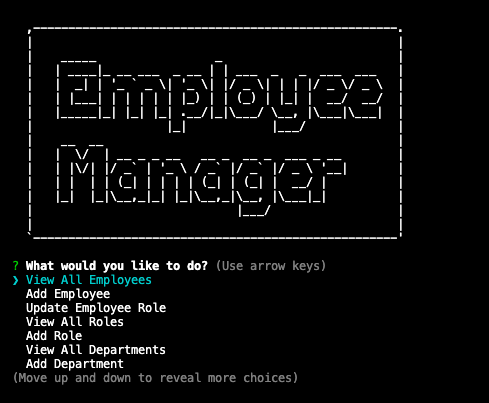 Employee
Manager
? What would you like to do? (Use arrow keys)
❯ View All Employees
Add Employee
Update Employee Role
View All Roles
Add Role
View All Departments
Add Department
(Move up and down to reveal more choices)